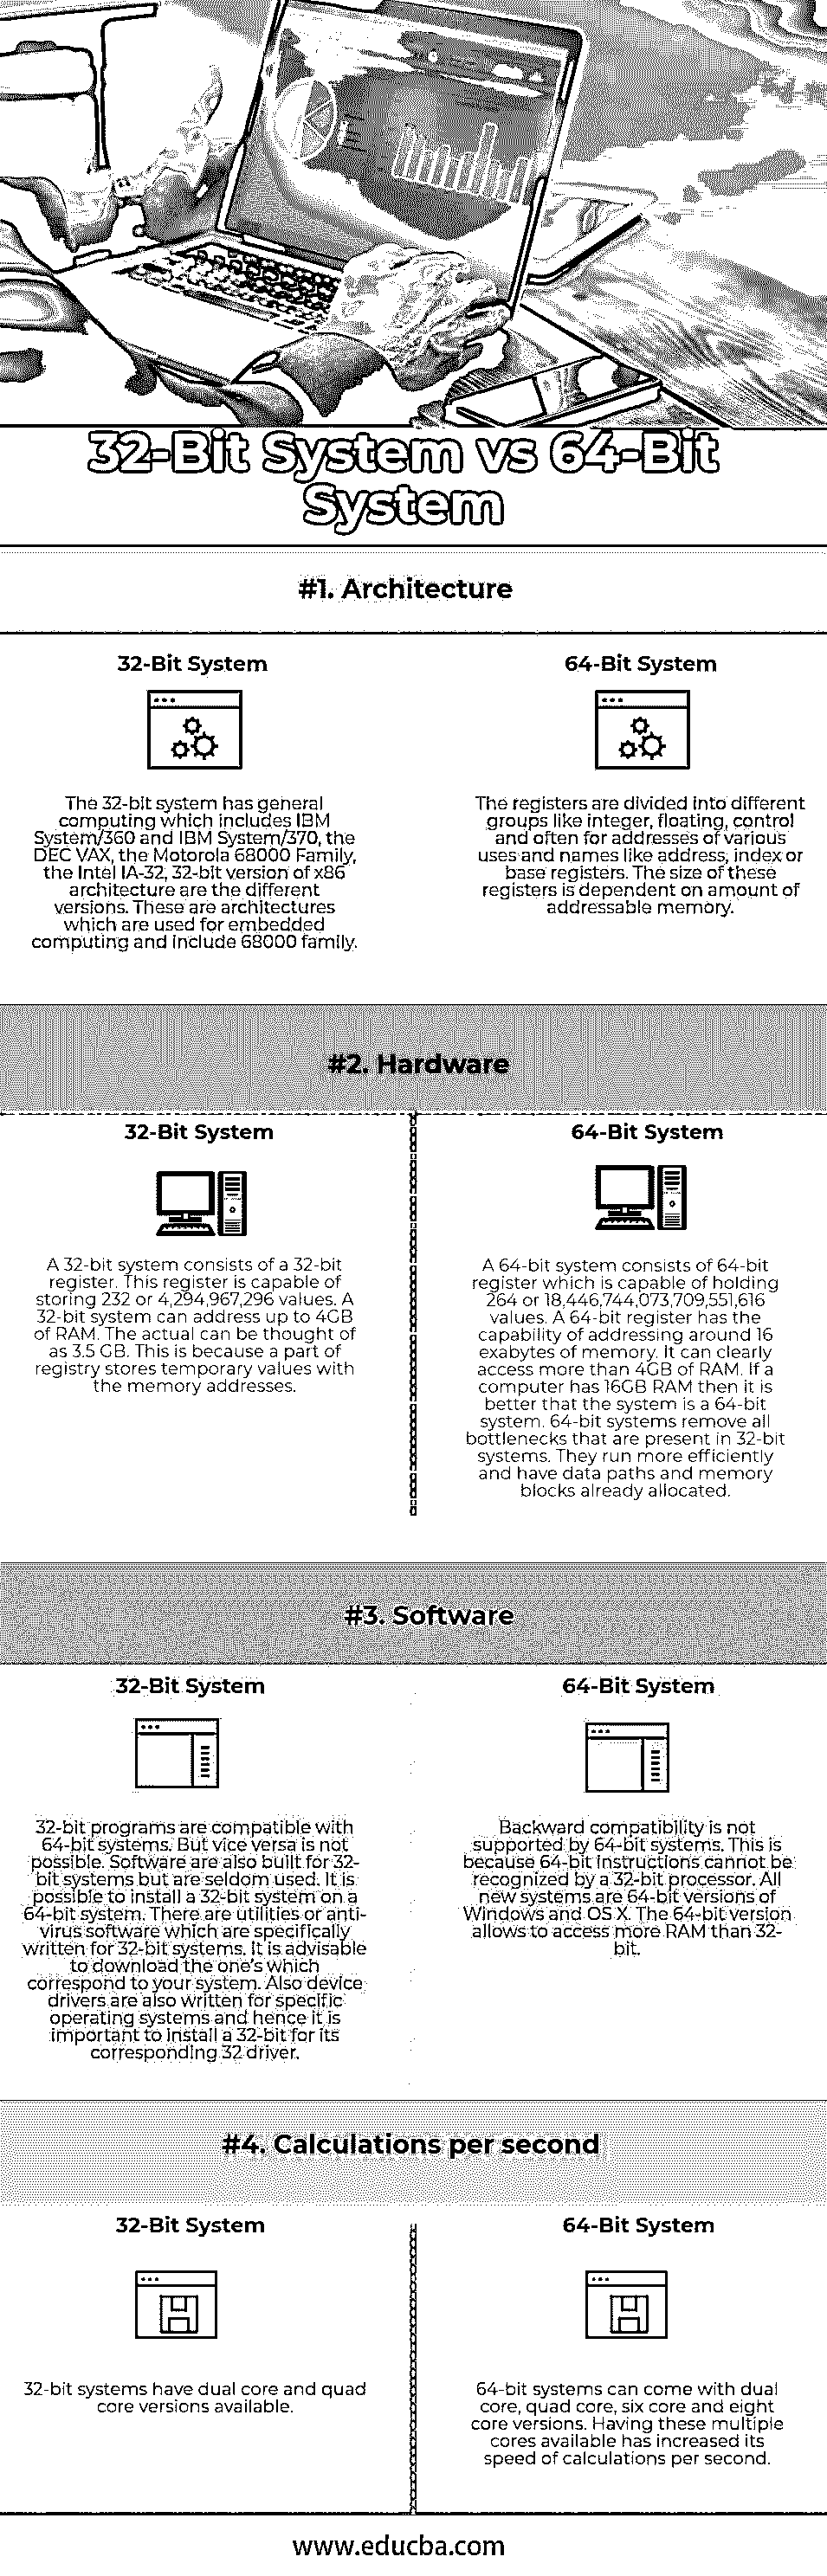 32-Bit System vs 64-Bit
System
#1. Architecture
32-Bit System
The 32-bit system has general
computing which includes IBM
System/360 and IBM System/370, the
DEC VAX, the Motorola 68000 Family,
the Intel IA-32, 32-bit version of x86
architecture are the different
versions. These are architectures
which are used for embedded
computing and include 68000 family.
64-Bit System
The registers are divided into different
groups like integer, floating, control
and often for addresses of various
uses and names like address, index or
base registers. The size of these
registers is dependent on amount of
addressable memory.
#2. Hardware
32-Bit System
A 32-bit system consists of a 32-bit
register. This register is capable of
storing 232 or 4,294,967,296 values. A
32-bit system can address up to 4GB
of RAM. The actual can be thought of
as 3.5 GB. This is because a part of
registry stores temporary values with
the memory addresses.
64-Bit System
A 64-bit system consists of 64-bit
register which is capable of holding
264 or 18,446,744,073,709,551,616
values. A 64-bit register has the
capability of addressing around 16
exabytes of memory. It can clearly
access more than 4GB of RAM. If a
computer has 16GB RAM then it is
better that the system is a 64-bit
system. 64-bit systems remove all
bottlenecks that are present in 32-bit
systems. They run more efficiently
and have data paths and memory
blocks already allocated.
#3. Software
32-Bit System
32-bit programs are compatible with
64-bit systems. But vice versa is not
possible. Software are also built for 32-
bit systems but are seldom used. It is
possible to install a 32-bit system on a
64-bit system. There are utilities or anti-
virus software which are specifically
written for 32-bit systems. It is advisable
to download the one's which
correspond to your system. Also device
drivers are also written for specific
operating systems and hence it is
important to install a 32-bit for its
corresponding 32 driver.
64-Bit System
Backward compatibility is not
supported by 64-bit systems. This is
because 64-bit instructions cannot be
recognized by a 32-bit processor. All
new systems are 64-bit versions of
Windows and OS X. The 64-bit version
allows to access more RAM than 32-
bit.
#4. Calculations per second
32-Bit System
32-bit systems have dual core and quad
core versions available.
64-Bit System
64-bit systems can come with dual
core, quad core, six core and eight
core versions. Having these multiple
cores available has increased its
speed of calculations per second.
www.educba.com